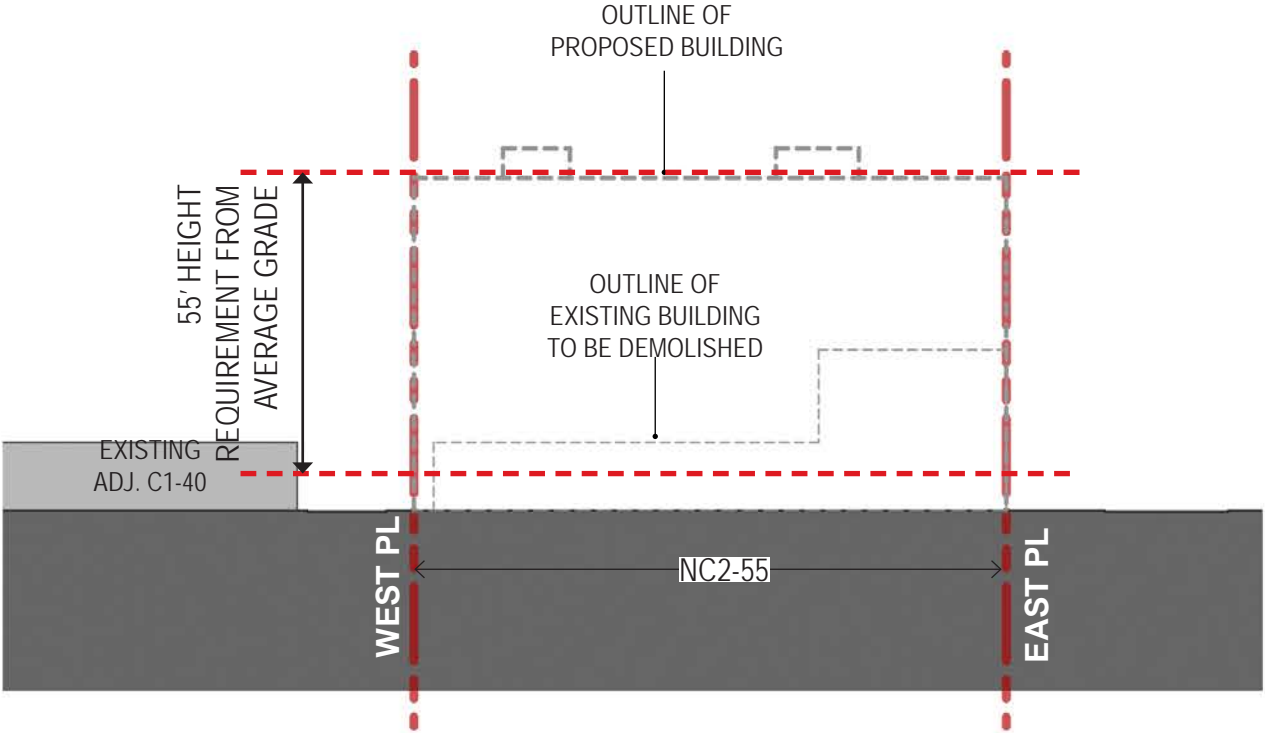 OUTLINE OF
PROPOSED BUILDING
55' HEIGHT
REQUIREMENT FROM
AVERAGE GRADE
OUTLINE OF
EXISTING BUILDING
TO BE DEMOLISHED
EXISTING
ADJ. C1-40
WEST PL
NC2-55
EAST PL